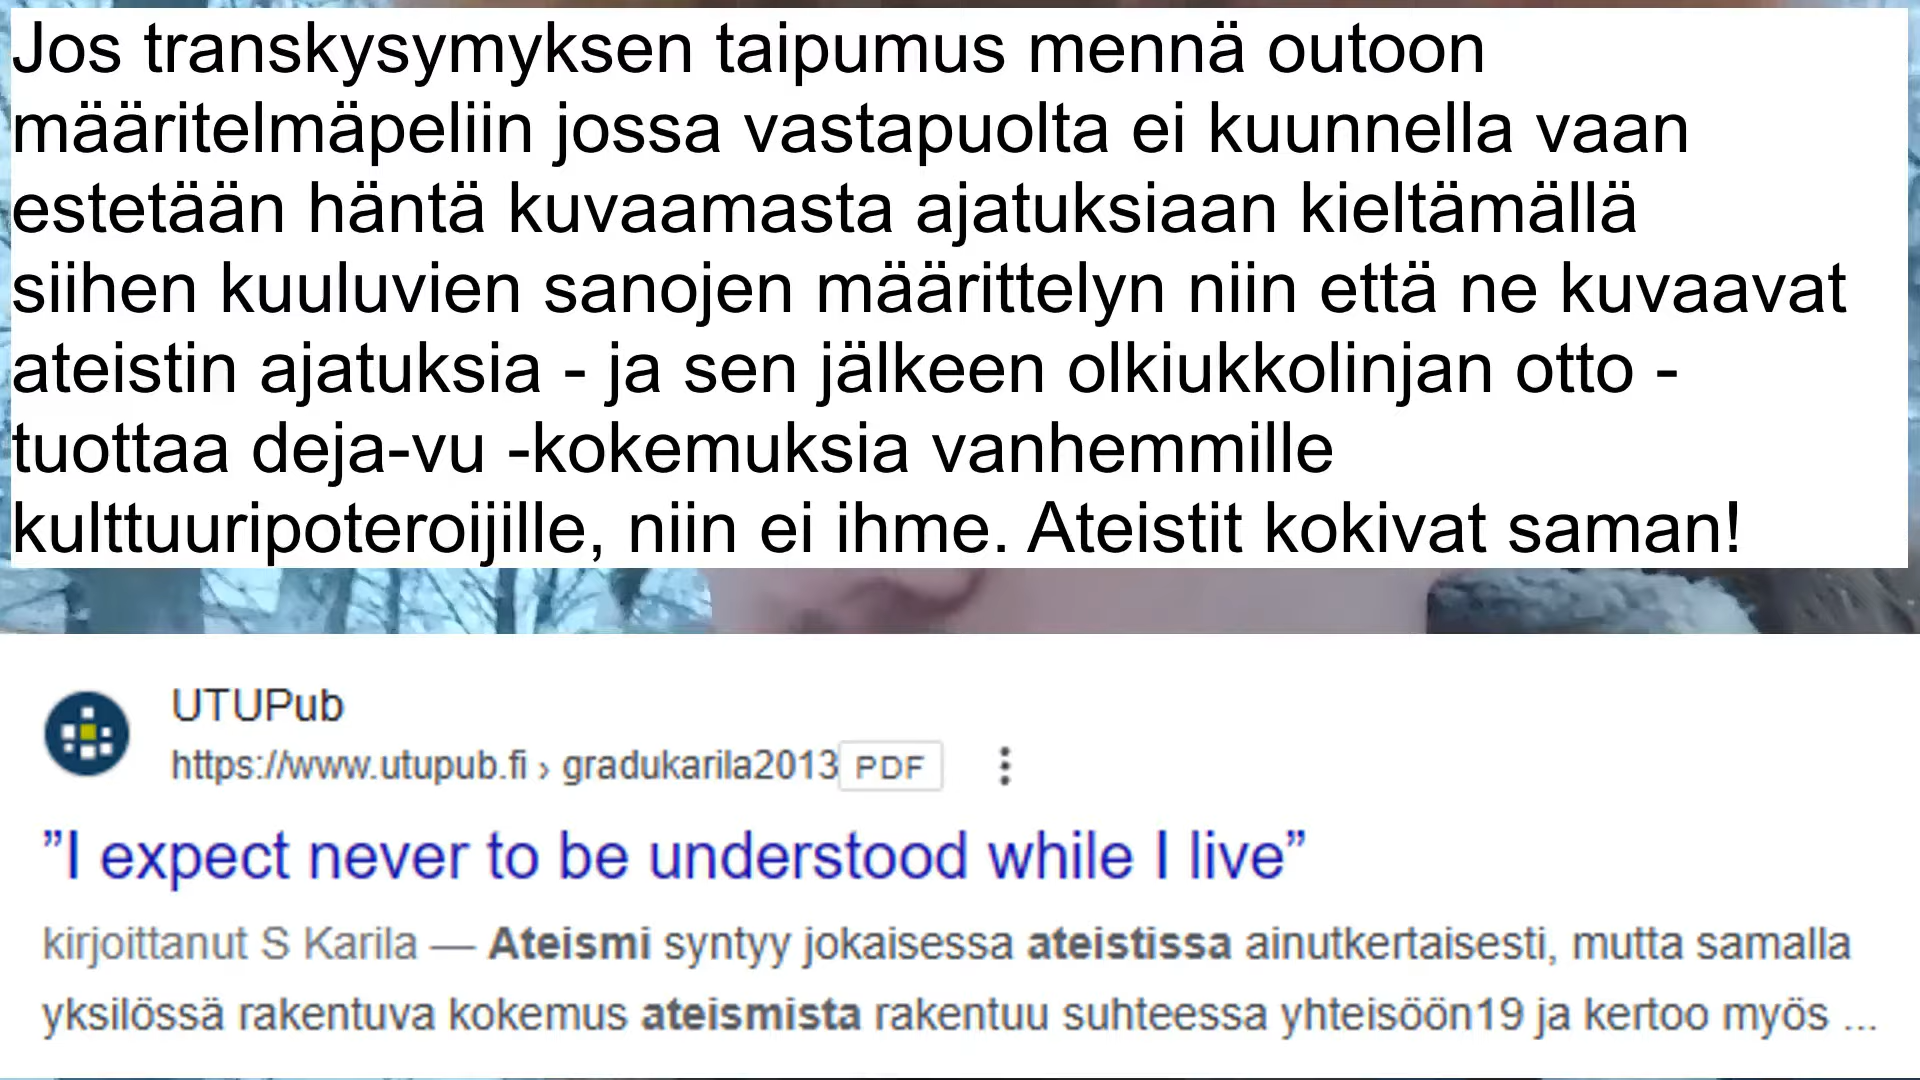 Jos transkysymyksen taipumus mennä outoon
määritelmäpeliin jossa vastapuolta ei kuunnella vaan
estetään häntä kuvaamasta ajatuksiaan kieltämällä
siihen kuuluvien sanojen määrittelyn niin että ne kuvaavat
ateistin ajatuksia - ja sen jälkeen olkiukkolinjan otto -
tuottaa deja-vu -kokemuksia vanhemmille
kulttuuripoteroijille, niin ei ihme. Ateistit kokivat saman!
UTUPub
https://www.utupub.fi › gradukarila2013 PDF
”I expect never to be understood while I live”
kirjoittanut S Karila — Ateismi syntyy jokaisessa ateistissa ainutkertaisesti, mutta samalla
yksilössä rakentuva kokemus ateismista rakentuu suhteessa yhteisöön19 ja kertoo myös ...